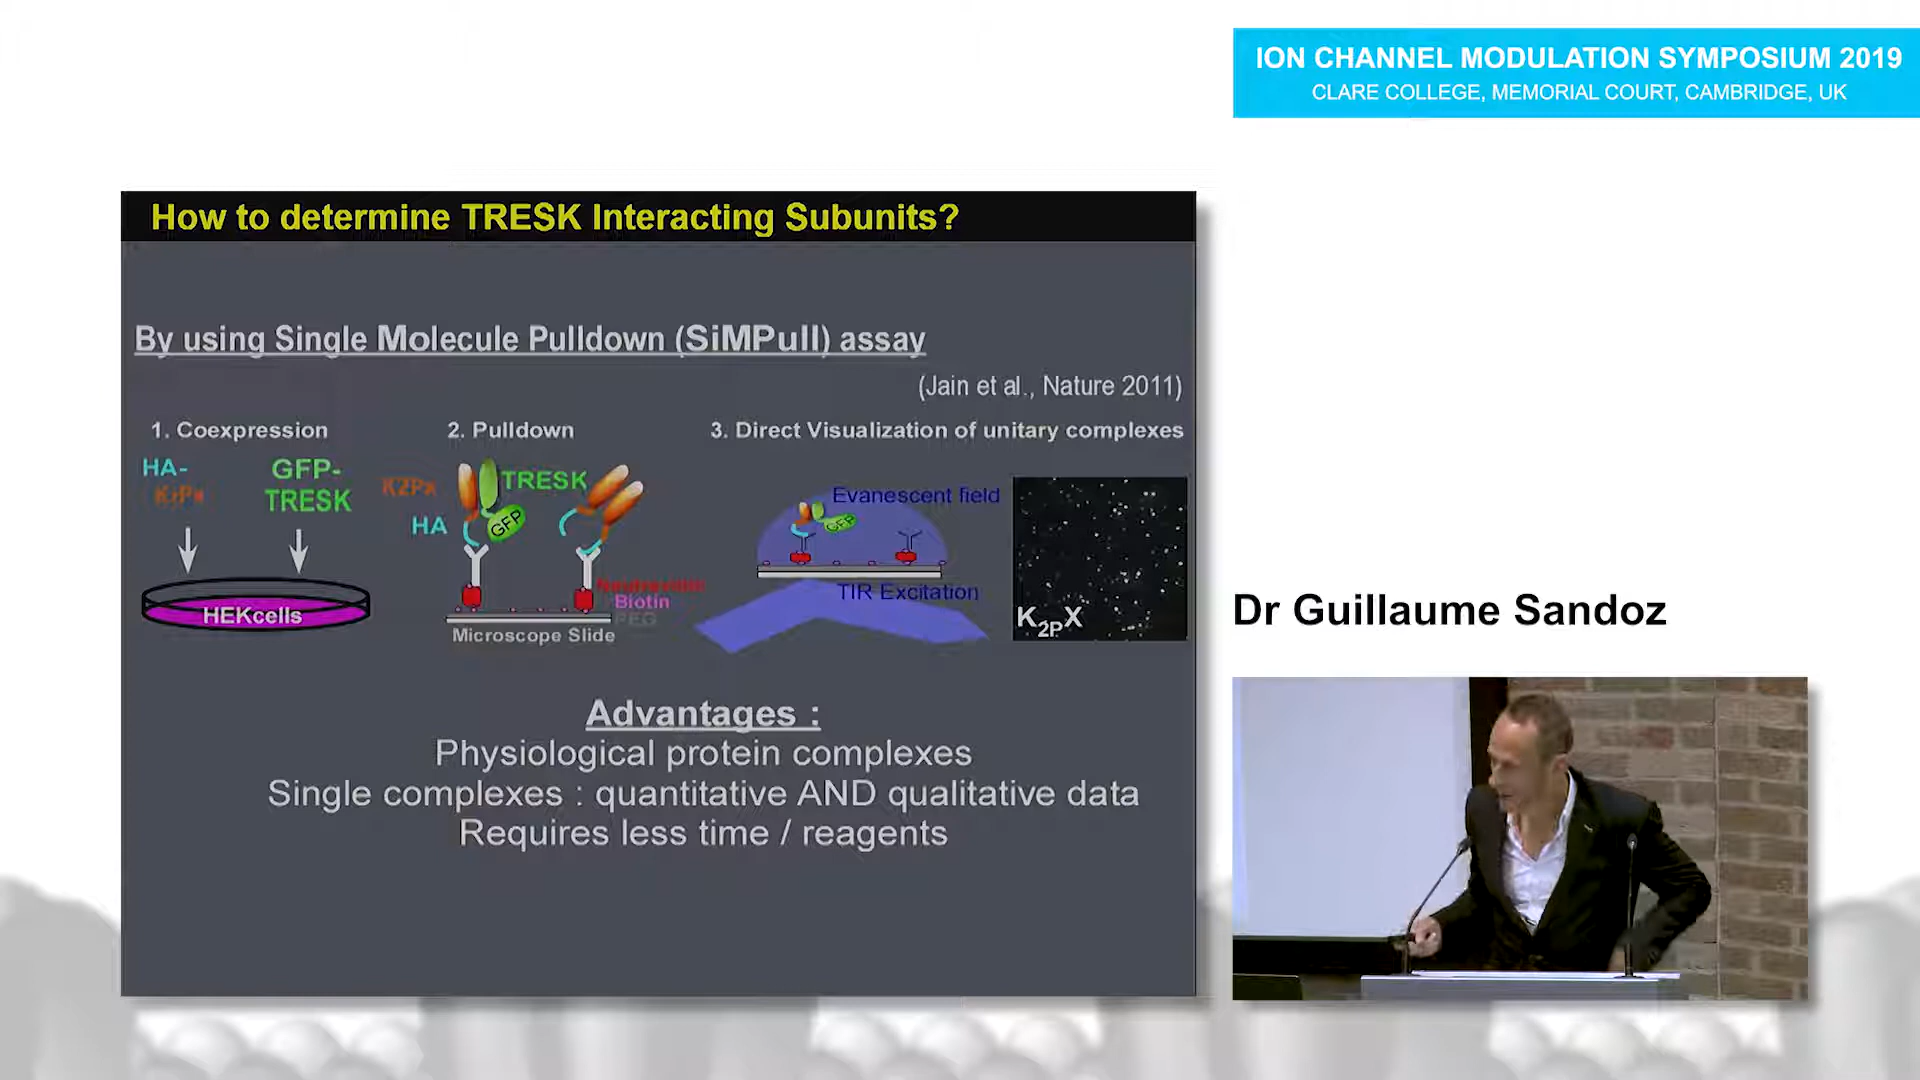 ION CHANNEL MODULATION SYMPOSIUM 2019
CLARE COLLEGE, MEMORIAL COURT, CAMBRIDGE, UK
How to determine TRESK Interacting Subunits?
By using Single Molecule Pulldown (SiMPull) assay
(Jain et al., Nature 2011)
1. Coexpression
HA-
K2Px
GFP-
TRESK
HEKcells
2. Pulldown
K2Px
TRESK
HA
GFP
Neutravidin
Biotin
PEG
Microscope Slide
3. Direct Visualization of unitary complexes
Evanescent field
GFP
TIR Excitation
K2PX
Advantages :
Physiological protein complexes
Single complexes : quantitative AND qualitative data
Requires less time / reagents
Dr Guillaume Sandoz